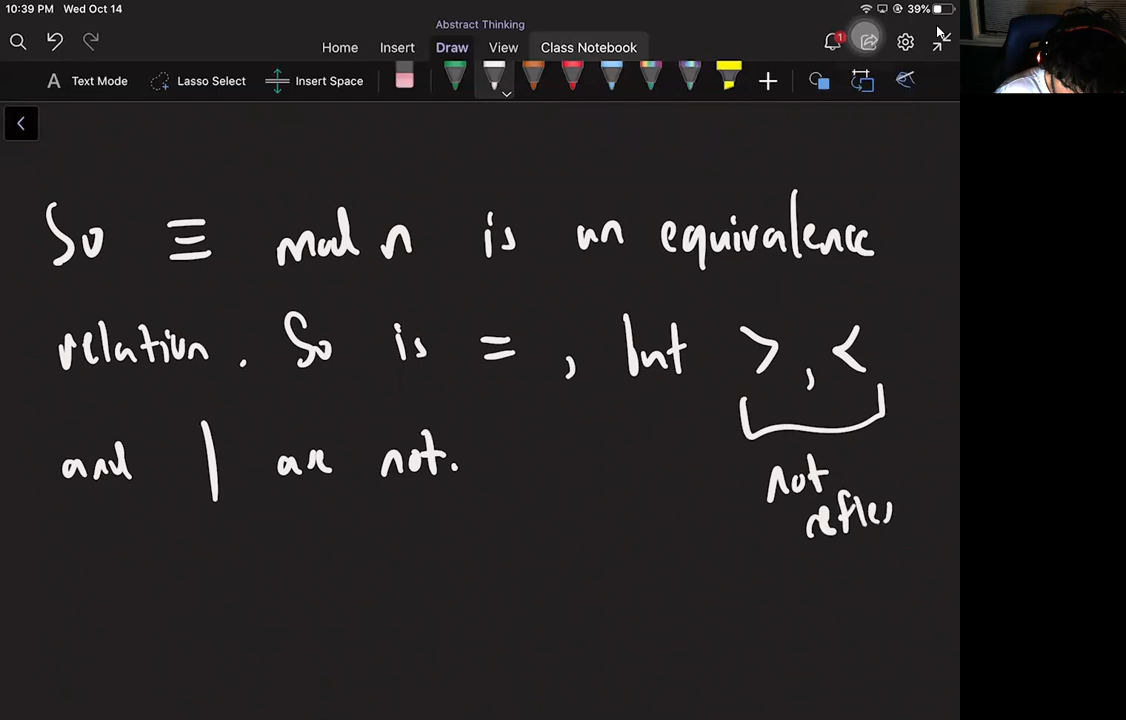 10:39 PM Wed Oct 14
39%
Abstract Thinking
Home Insert Draw View Class Notebook
1
A Text Mode Lasso Select Insert Space
So ≡ mod n is an equivalence
relation. So is =, but >, <
and | are not.
not
reflex